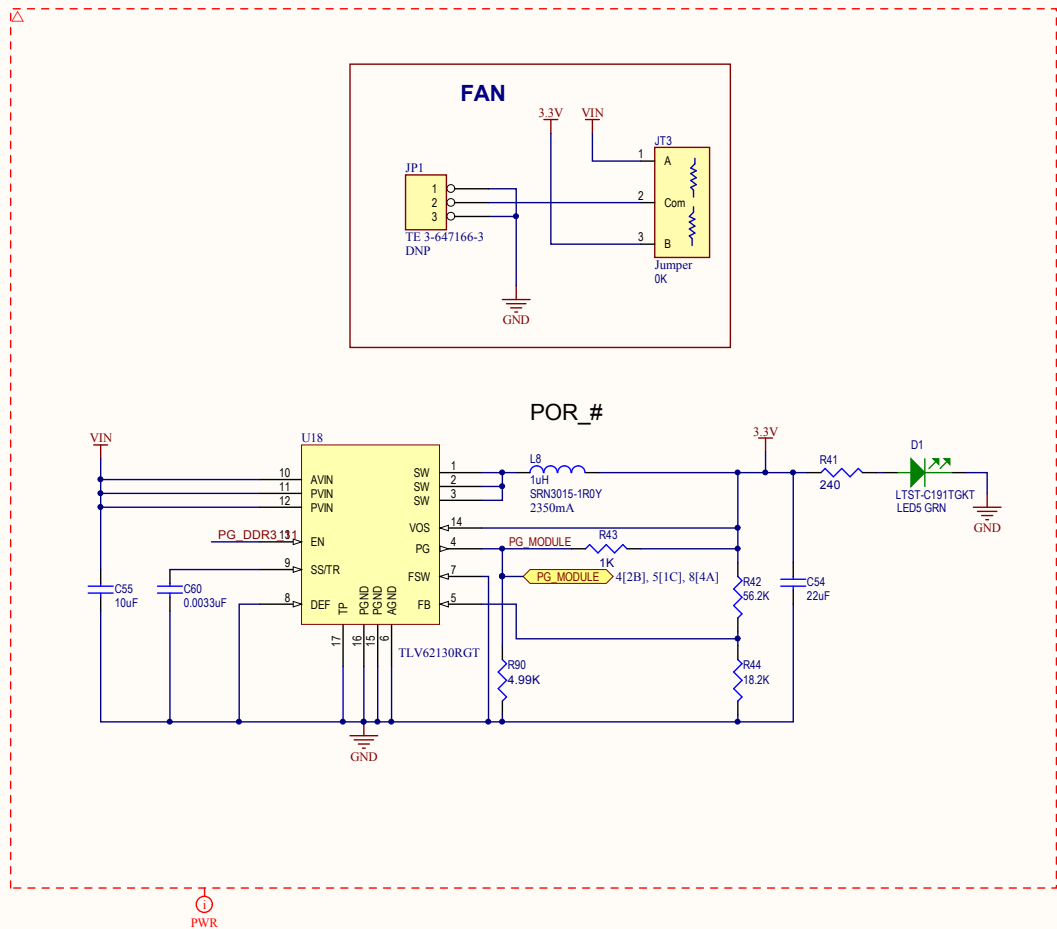 FAN
3.3V
VIN
JT3
1
A
2
Com
3
B
Jumper
0K
JP1
1
2
3
TE 3-647166-3
DNP
GND
POR_#
VIN
U18
10
AVIN
11
PVIN
12
PVIN
PG_DDR3_1
EN
9
SS/TR
8
DEF
C55
10uF
C60
0.0033uF
SW
1
SW
2
SW
3
VOS
14
PG
4
FSW
7
FB
5
TP
PGND
PGND
AGND
17
16
15
6
TLV62130RGT
GND
L8
1uH
SRN3015-1R0Y
2350mA
PG_MODULE
R43
1K
PG_MODULE
4[2B], 5[1C], 8[4A]
R90
4.99K
R42
56.2K
R44
18.2K
C54
22uF
3.3V
R41
240
D1
LTST-C191TGKT
LED5 GRN
GND
i
PWR